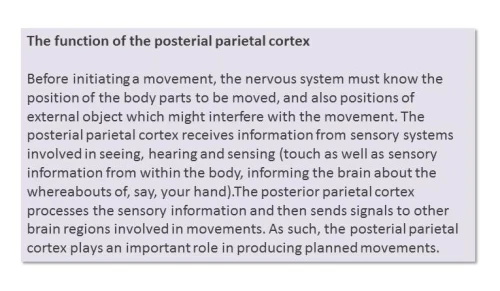 The function of the posterial parietal cortex
Before initiating a movement, the nervous system must know the
position of the body parts to be moved, and also positions of
external object which might interfere with the movement. The
posterial parietal cortex receives information from sensory systems
involved in seeing, hearing and sensing (touch as well as sensory
information from within the body, informing the brain about the
whereabouts of, say, your hand).The posterior parietal cortex
processes the sensory information and then sends signals to other
brain regions involved in movements. As such, the posterial parietal
cortex plays an important role in producing planned movements.